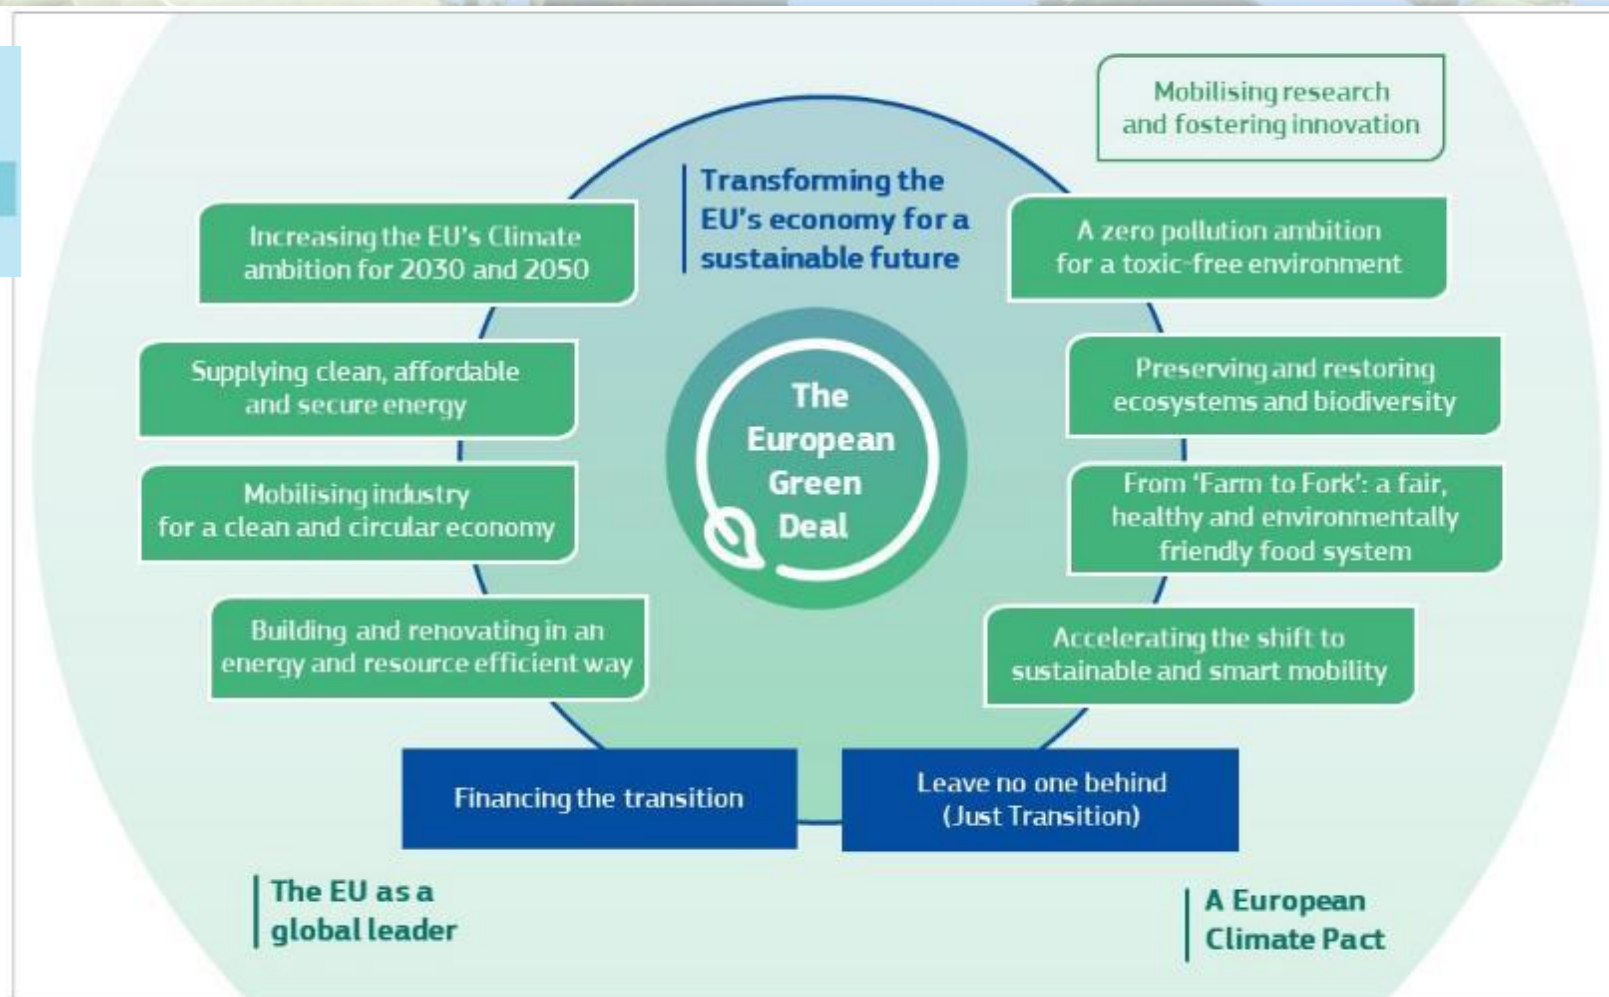 Mobilising research
and fostering innovation
Transforming the
EU's economy for a
sustainable future
Increasing the EU's Climate
ambition for 2030 and 2050
A zero pollution ambition
for a toxic-free environment
Supplying clean, affordable
and secure energy
Preserving and restoring
ecosystems and biodiversity
The
European
Green
Deal
Mobilising industry
for a clean and circular economy
From 'Farm to Fork': a fair,
healthy and environmentally
friendly food system
Building and renovating in an
energy and resource efficient way
Accelerating the shift to
sustainable and smart mobility
Financing the transition
Leave no one behind
(Just Transition)
The EU as a
global leader
A European
Climate Pact